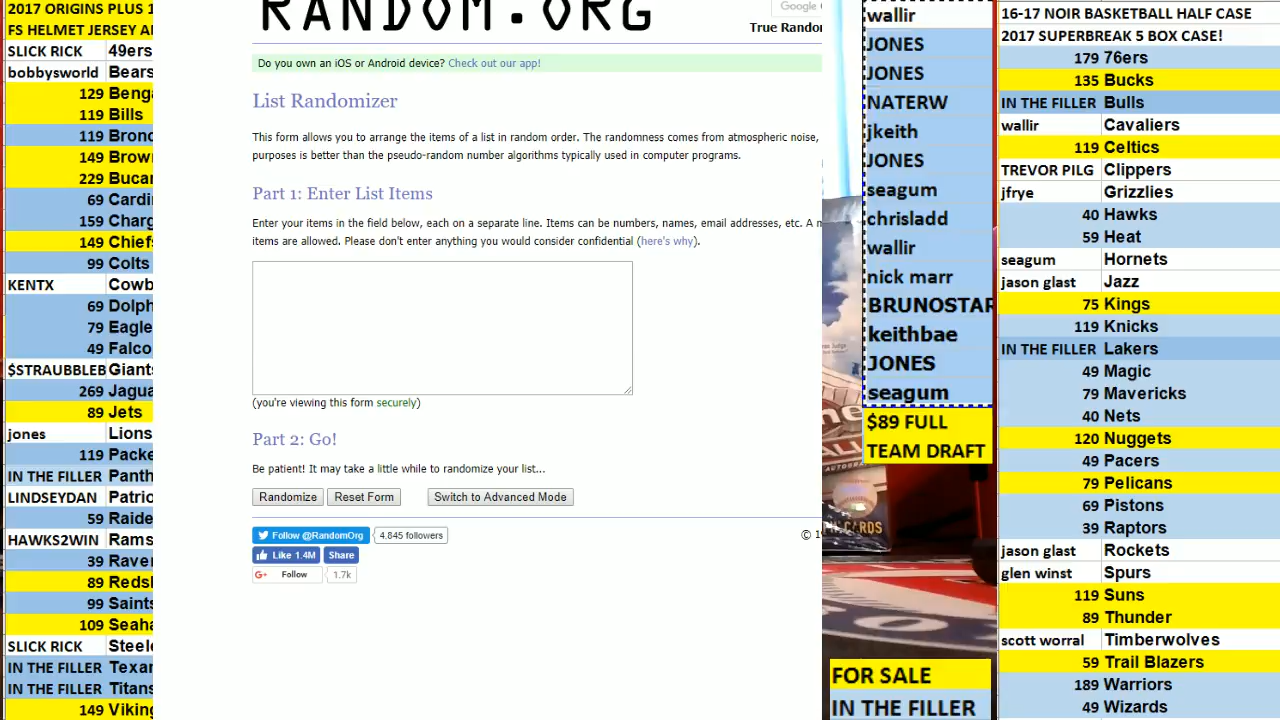 2017 ORIGINS PLUS 1
FS HELMET JERSEY A
SLICK RICK 49ers
bobbysworld Bears
129 Beng
119 Bills
119 Bronc
149 Brow
229 Bucar
69 Cardi
159 Charg
149 Chief
99 Colts
KENTX Cowb
69 Dolph
79 Eagle
49 Falco
$STRAUBBLEB Giant
269 Jagua
89 Jets
jones Lions
119 Packe
IN THE FILLER Panth
LINDSEYDAN Patrio
59 Raide
HAWKS2WIN Rams
39 Raver
89 Redsl
99 Saints
109 Seaha
SLICK RICK Steele
IN THE FILLER Texar
IN THE FILLER Titans
149 Viking
RANDOM.ORG
Google
True Rando
Do you own an iOS or Android device? Check out our app!
List Randomizer
This form allows you to arrange the items of a list in random order. The randomness comes from atmospheric noise,
purposes is better than the pseudo-random number algorithms typically used in computer programs.
Part 1: Enter List Items
Enter your items in the field below, each on a separate line. Items can be numbers, names, email addresses, etc. A m
items are allowed. Please don't enter anything you would consider confidential (here's why).
(you're viewing this form securely)
Part 2: Go!
Be patient! It may take a little while to randomize your list...
Randomize Reset Form Switch to Advanced Mode
Follow @RandomOrg 4,845 followers
Like 1.4M Share
G+ Follow 1.7k
© 1
wallir
JONES
JONES
NATERW
jkeith
JONES
seagum
chrisladd
wallir
nick marr
BRUNOSTAR
keithbae
JONES
seagum
$89 FULL
TEAM DRAFT
CARDS
FOR SALE
IN THE FILLER
16-17 NOIR BASKETBALL HALF CASE
2017 SUPERBREAK 5 BOX CASE!
179 76ers
135 Bucks
IN THE FILLER Bulls
wallir Cavaliers
119 Celtics
TREVOR PILG Clippers
jfrye Grizzlies
40 Hawks
59 Heat
seagum Hornets
jason glast Jazz
75 Kings
119 Knicks
IN THE FILLER Lakers
49 Magic
79 Mavericks
40 Nets
120 Nuggets
49 Pacers
79 Pelicans
69 Pistons
39 Raptors
jason glast Rockets
glen winst Spurs
119 Suns
89 Thunder
scott worral Timberwolves
59 Trail Blazers
189 Warriors
49 Wizards